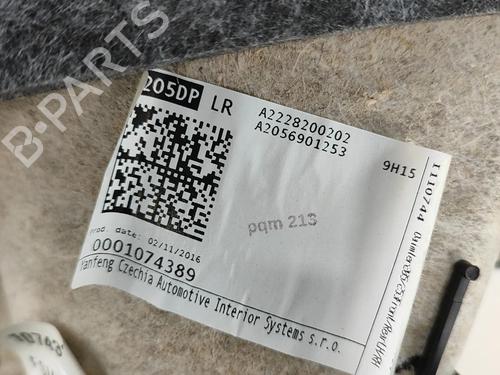 B-PARTS
205DP LR
A2228200202
A2056901253
9H15
Prod. date: 02/11/2016
0001074389
Yanfeng Czechia Automotive Interior Systems s.r.o.
pqm 213
1110744